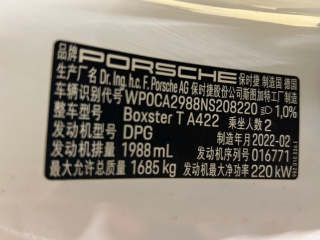 品牌 PORSCHE 保时捷 制造国 德国
生产厂名 Dr. Ing. h.c. F. Porsche AG 保时捷股份公司斯图加特工厂制造
车辆识别代号 WP0CA2988NS208220 1,0%
整车型号 Boxster T A422 乘坐人数 2
发动机型号 DPG 制造年月 2022-02
发动机排量 1988 mL 发动机序列号 016771
最大允许总质量 1685 kg 发动机最大净功率 220 kW